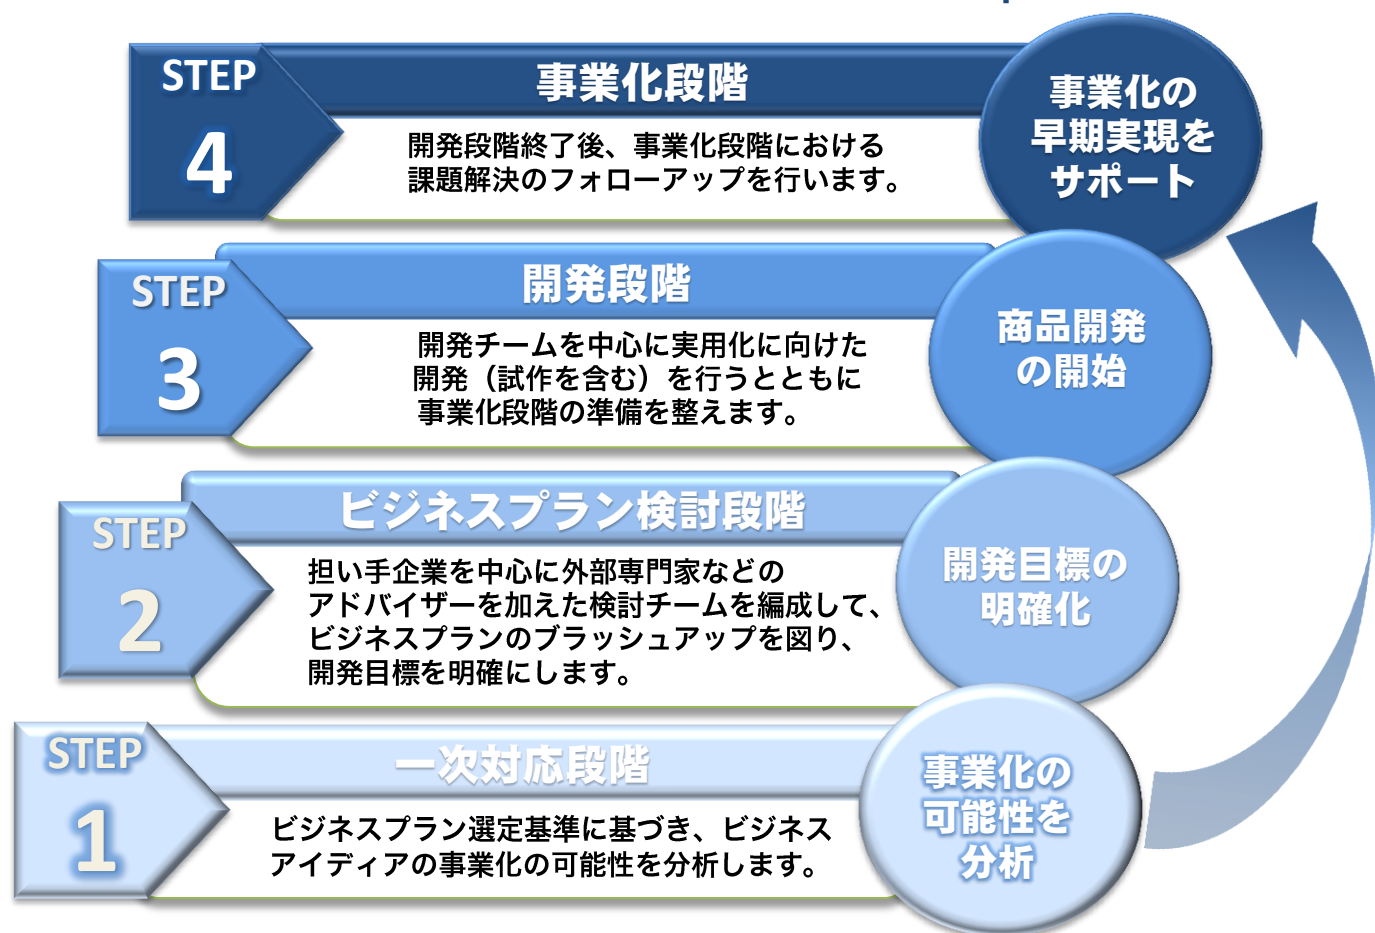 STEP
4
事業化段階
開発段階終了後、事業化段階における
課題解決のフォローアップを行います。
事業化の
早期実現を
サポート
STEP
3
開発段階
開発チームを中心に実用化に向けた
開発（試作を含む）を行うとともに
事業化段階の準備を整えます。
商品開発
の開始
STEP
2
ビジネスプラン検討段階
担い手企業を中心に外部専門家などの
アドバイザーを加えた検討チームを編成して、
ビジネスプランのブラッシュアップを図り、
開発目標を明確にします。
開発目標の
明確化
STEP
1
一次対応段階
ビジネスプラン選定基準に基づき、ビジネス
アイディアの事業化の可能性を分析します。
事業化の
可能性を
分析